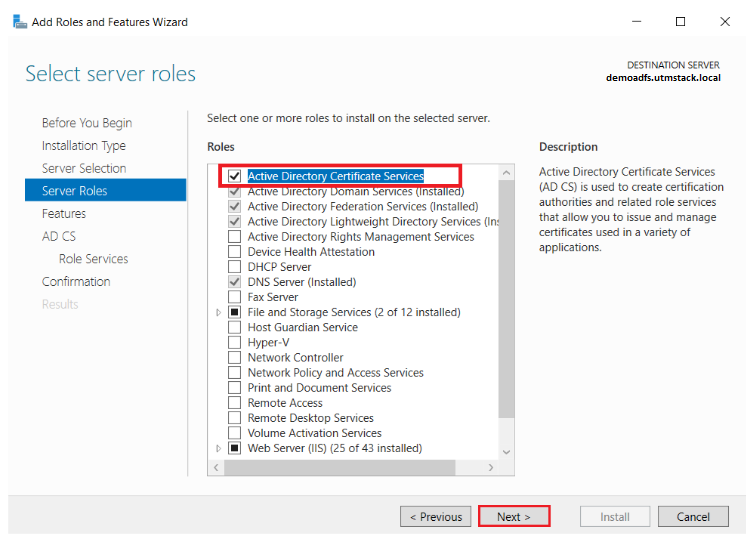 Add Roles and Features Wizard
Select server roles
DESTINATION SERVER
demoadfs.utmstack.local
Before You Begin
Installation Type
Server Selection
Server Roles
Features
AD CS
Role Services
Confirmation
Results
Select one or more roles to install on the selected server.
Roles
Active Directory Certificate Services
Active Directory Domain Services (Installed)
Active Directory Federation Services (Installed)
Active Directory Lightweight Directory Services (Ins
Active Directory Rights Management Services
Device Health Attestation
DHCP Server
DNS Server (Installed)
Fax Server
File and Storage Services (2 of 12 installed)
Host Guardian Service
Hyper-V
Network Controller
Network Policy and Access Services
Print and Document Services
Remote Access
Remote Desktop Services
Volume Activation Services
Web Server (IIS) (25 of 43 installed)
Description
Active Directory Certificate Services
(AD CS) is used to create certification
authorities and related role services
that allow you to issue and manage
certificates used in a variety of
applications.
< Previous
Next >
Install
Cancel